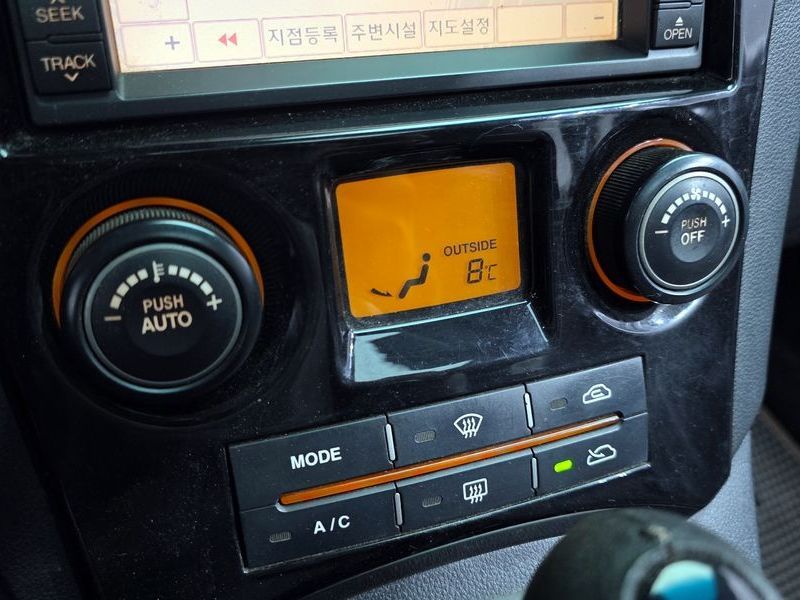 SEEK
TRACK
+
지점등록
주변시설
지도설정
−
OPEN
PUSH
AUTO
− +
OUTSIDE
8℃
PUSH
OFF
− +
MODE
A/C